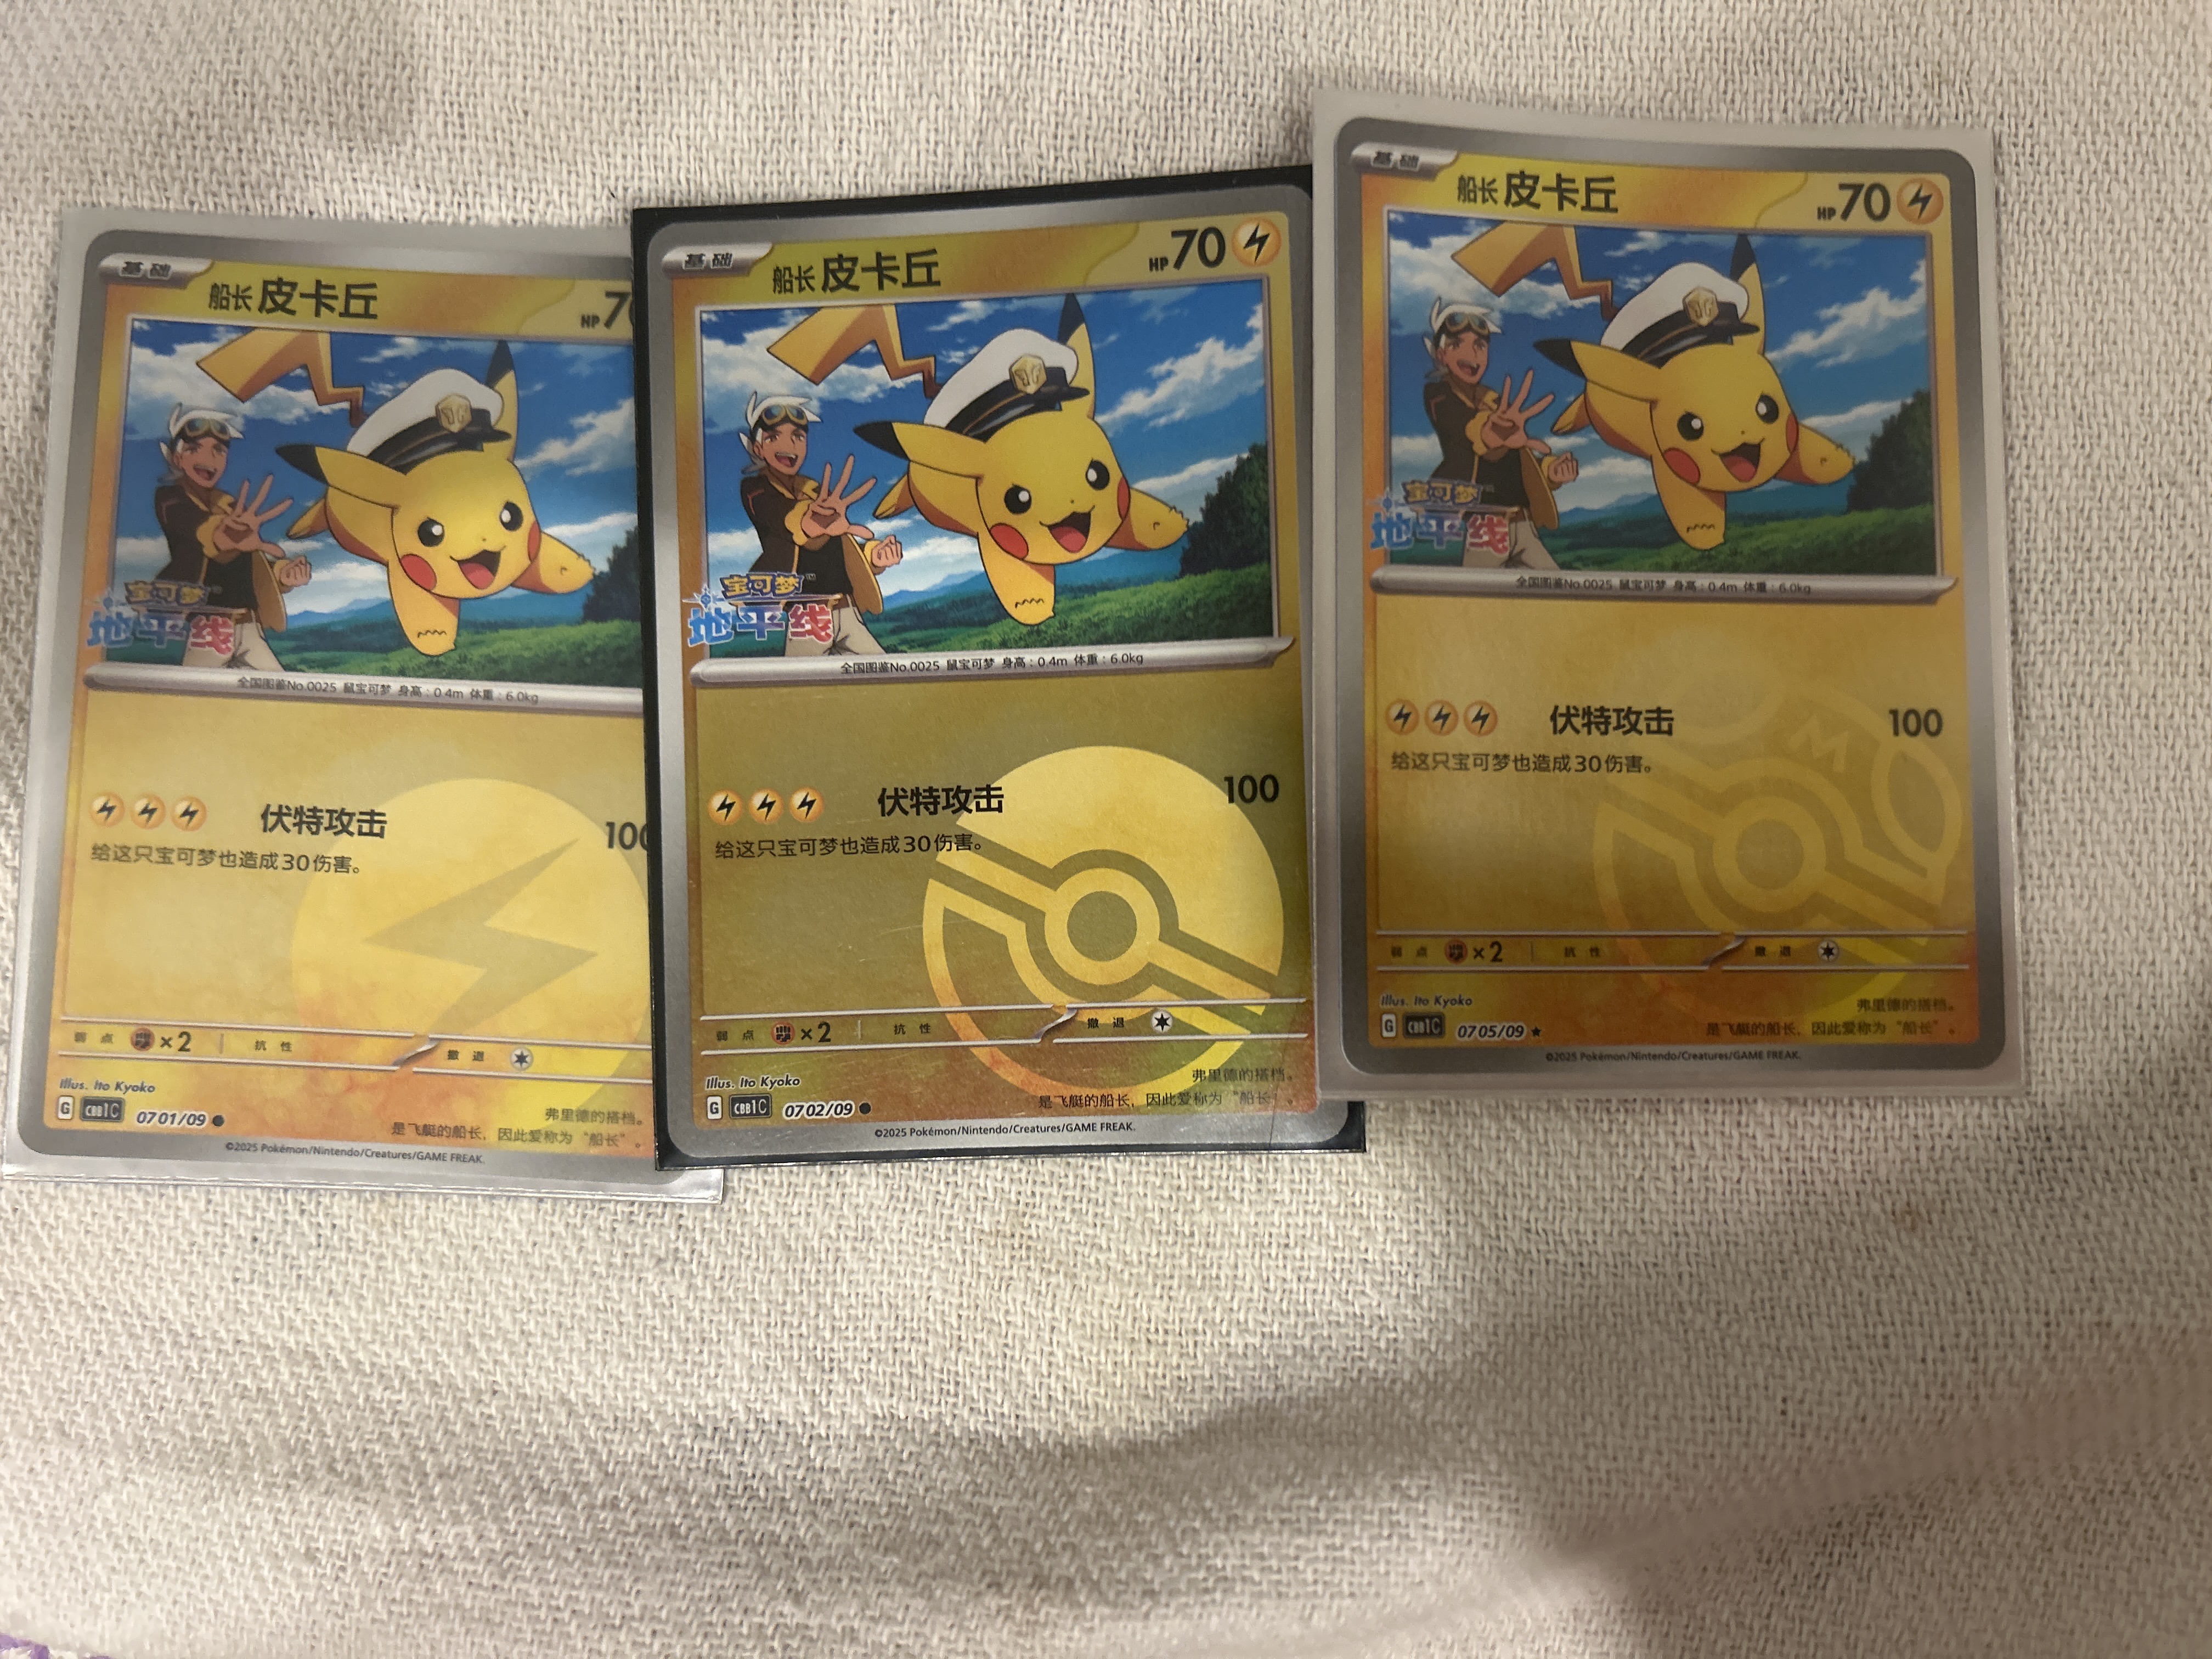 基础
船长 皮卡丘
HP 70
宝可梦
地平线
全国图鉴No.0025 鼠宝可梦 身高：0.4m 体重：6.0kg
伏特攻击 100
给这只宝可梦也造成30伤害。
弱点 ×2 抗性 撤退
Illus. Ito Kyoko
弗里德的搭档。
G CBB1C 07 01/09 ●
是飞艇的船长，因此爱称为“船长”。
©2025 Pokémon/Nintendo/Creatures/GAME FREAK.
基础
船长 皮卡丘
HP 70
宝可梦™
地平线
全国图鉴No.0025 鼠宝可梦 身高：0.4m 体重：6.0kg
伏特攻击 100
给这只宝可梦也造成30伤害。
弱点 ×2 抗性 撤退
Illus. Ito Kyoko
弗里德的搭档。
G CBB1C 07 02/09 ●
是飞艇的船长，因此爱称为“船长”。
©2025 Pokémon/Nintendo/Creatures/GAME FREAK.
基础
船长 皮卡丘
HP 70
宝可梦
地平线
全国图鉴No.0025 鼠宝可梦 身高：0.4m 体重：6.0kg
伏特攻击 100
给这只宝可梦也造成30伤害。
M
弱点 ×2 抗性 撤退
Illus. Ito Kyoko
弗里德的搭档。
G CBB1C 07 05/09 ★
是飞艇的船长，因此爱称为“船长”。
©2025 Pokémon/Nintendo/Creatures/GAME FREAK.